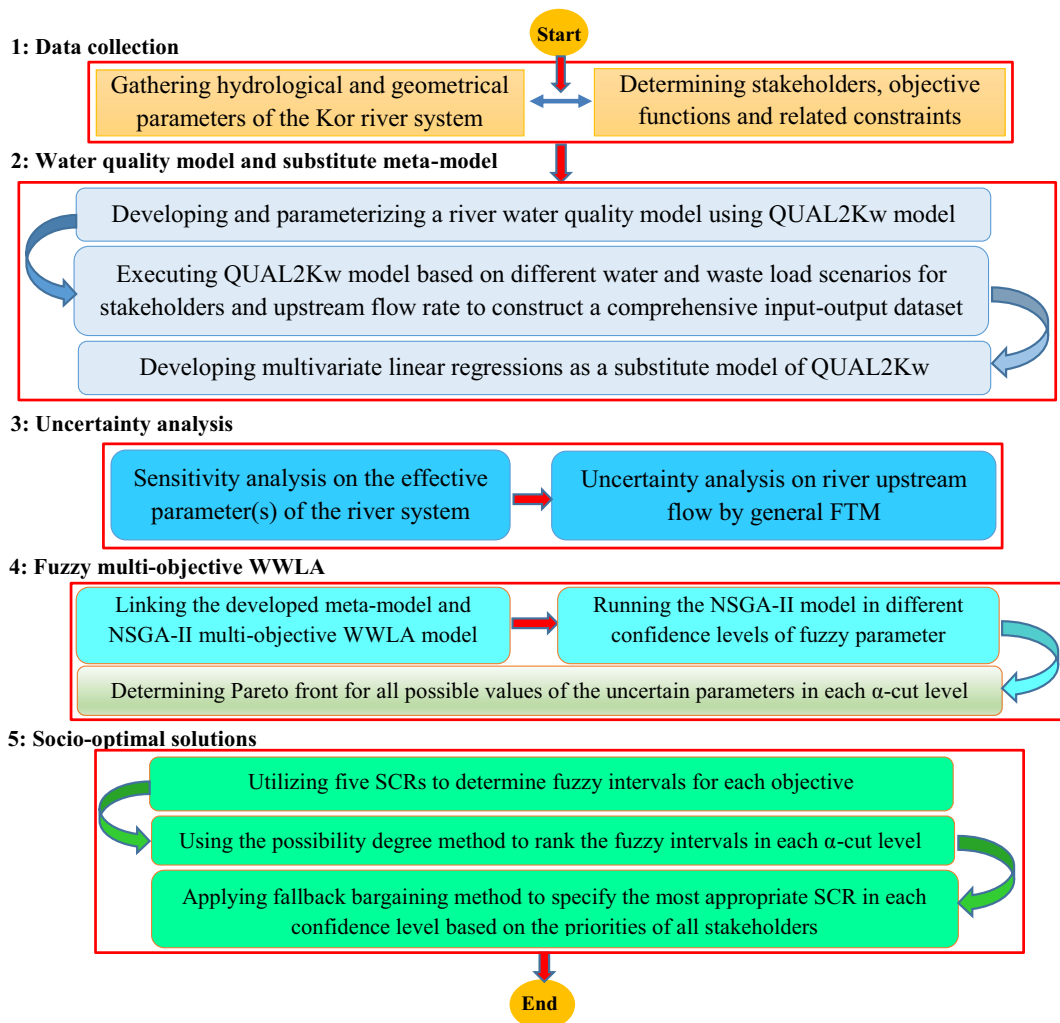 Start
1: Data collection
Gathering hydrological and geometrical
parameters of the Kor river system
Determining stakeholders, objective
functions and related constraints
2: Water quality model and substitute meta-model
Developing and parameterizing a river water quality model using QUAL2Kw model
Executing QUAL2Kw model based on different water and waste load scenarios for
stakeholders and upstream flow rate to construct a comprehensive input-output dataset
Developing multivariate linear regressions as a substitute model of QUAL2Kw
3: Uncertainty analysis
Sensitivity analysis on the effective
parameter(s) of the river system
Uncertainty analysis on river upstream
flow by general FTM
4: Fuzzy multi-objective WWLA
Linking the developed meta-model and
NSGA-II multi-objective WWLA model
Running the NSGA-II model in different
confidence levels of fuzzy parameter
Determining Pareto front for all possible values of the uncertain parameters in each α-cut level
5: Socio-optimal solutions
Utilizing five SCRs to determine fuzzy intervals for each objective
Using the possibility degree method to rank the fuzzy intervals in each α-cut level
Applying fallback bargaining method to specify the most appropriate SCR in each
confidence level based on the priorities of all stakeholders
End